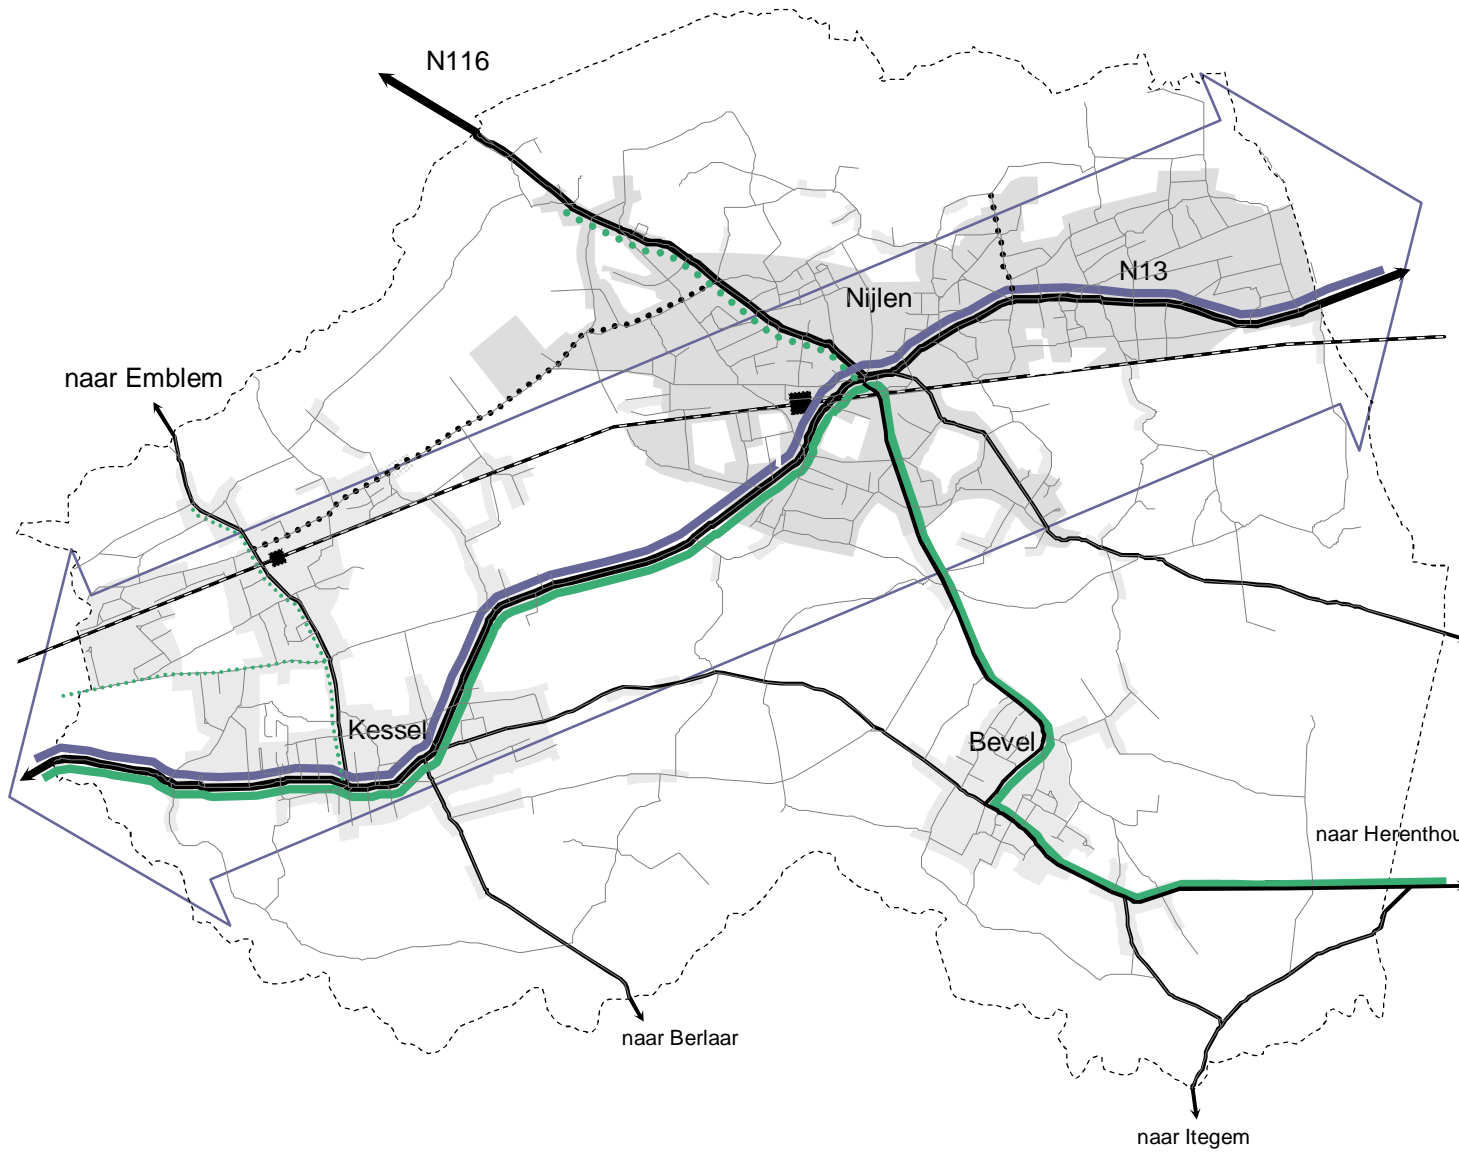 N116
N13
Nijlen
naar Emblem
Kessel
Bevel
naar Herenthou
naar Berlaar
naar Itegem